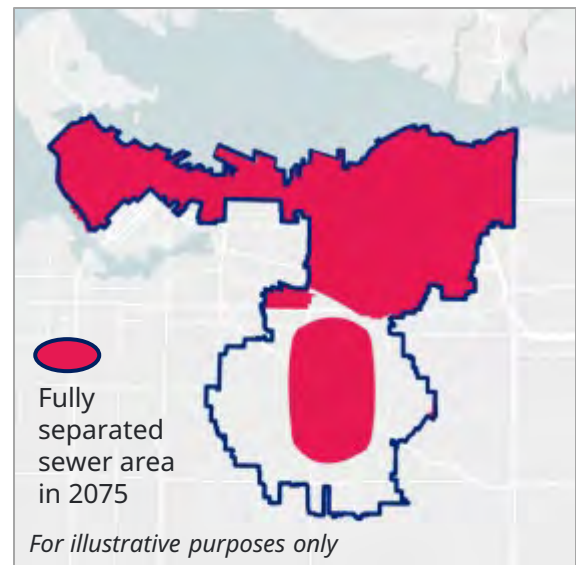 Fully
separated
sewer area
in 2075
For illustrative purposes only